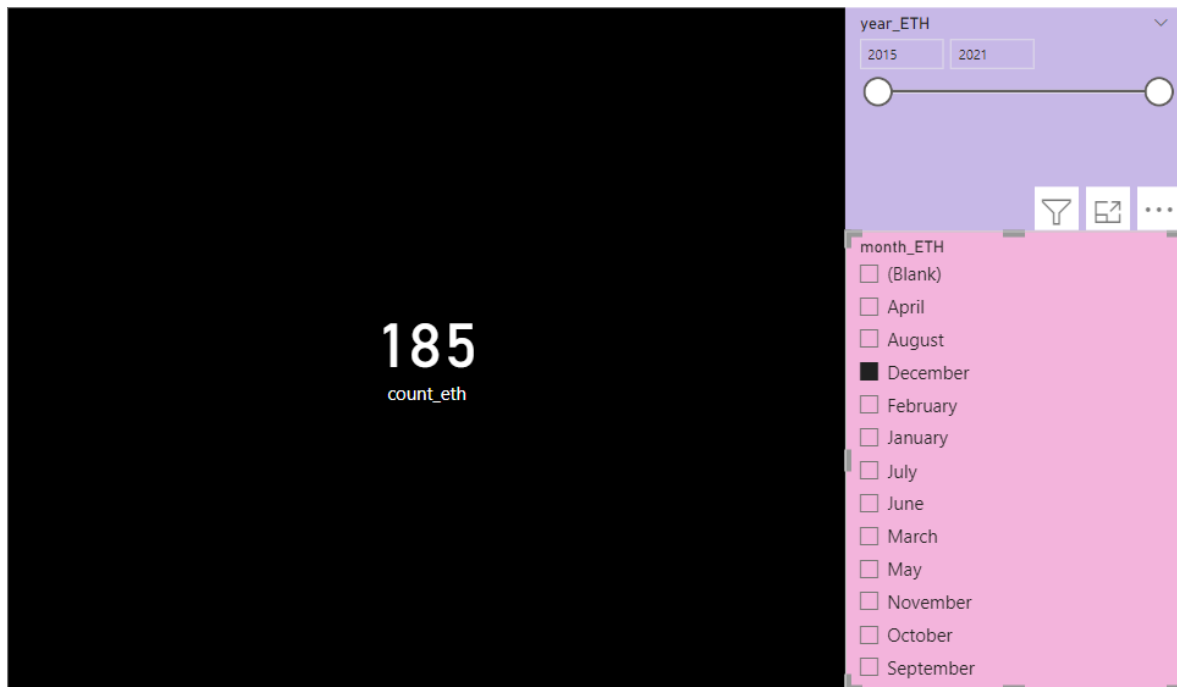 185
count_eth
year_ETH
2015 2021
month_ETH
(Blank)
April
August
December
February
January
July
June
March
May
November
October
September